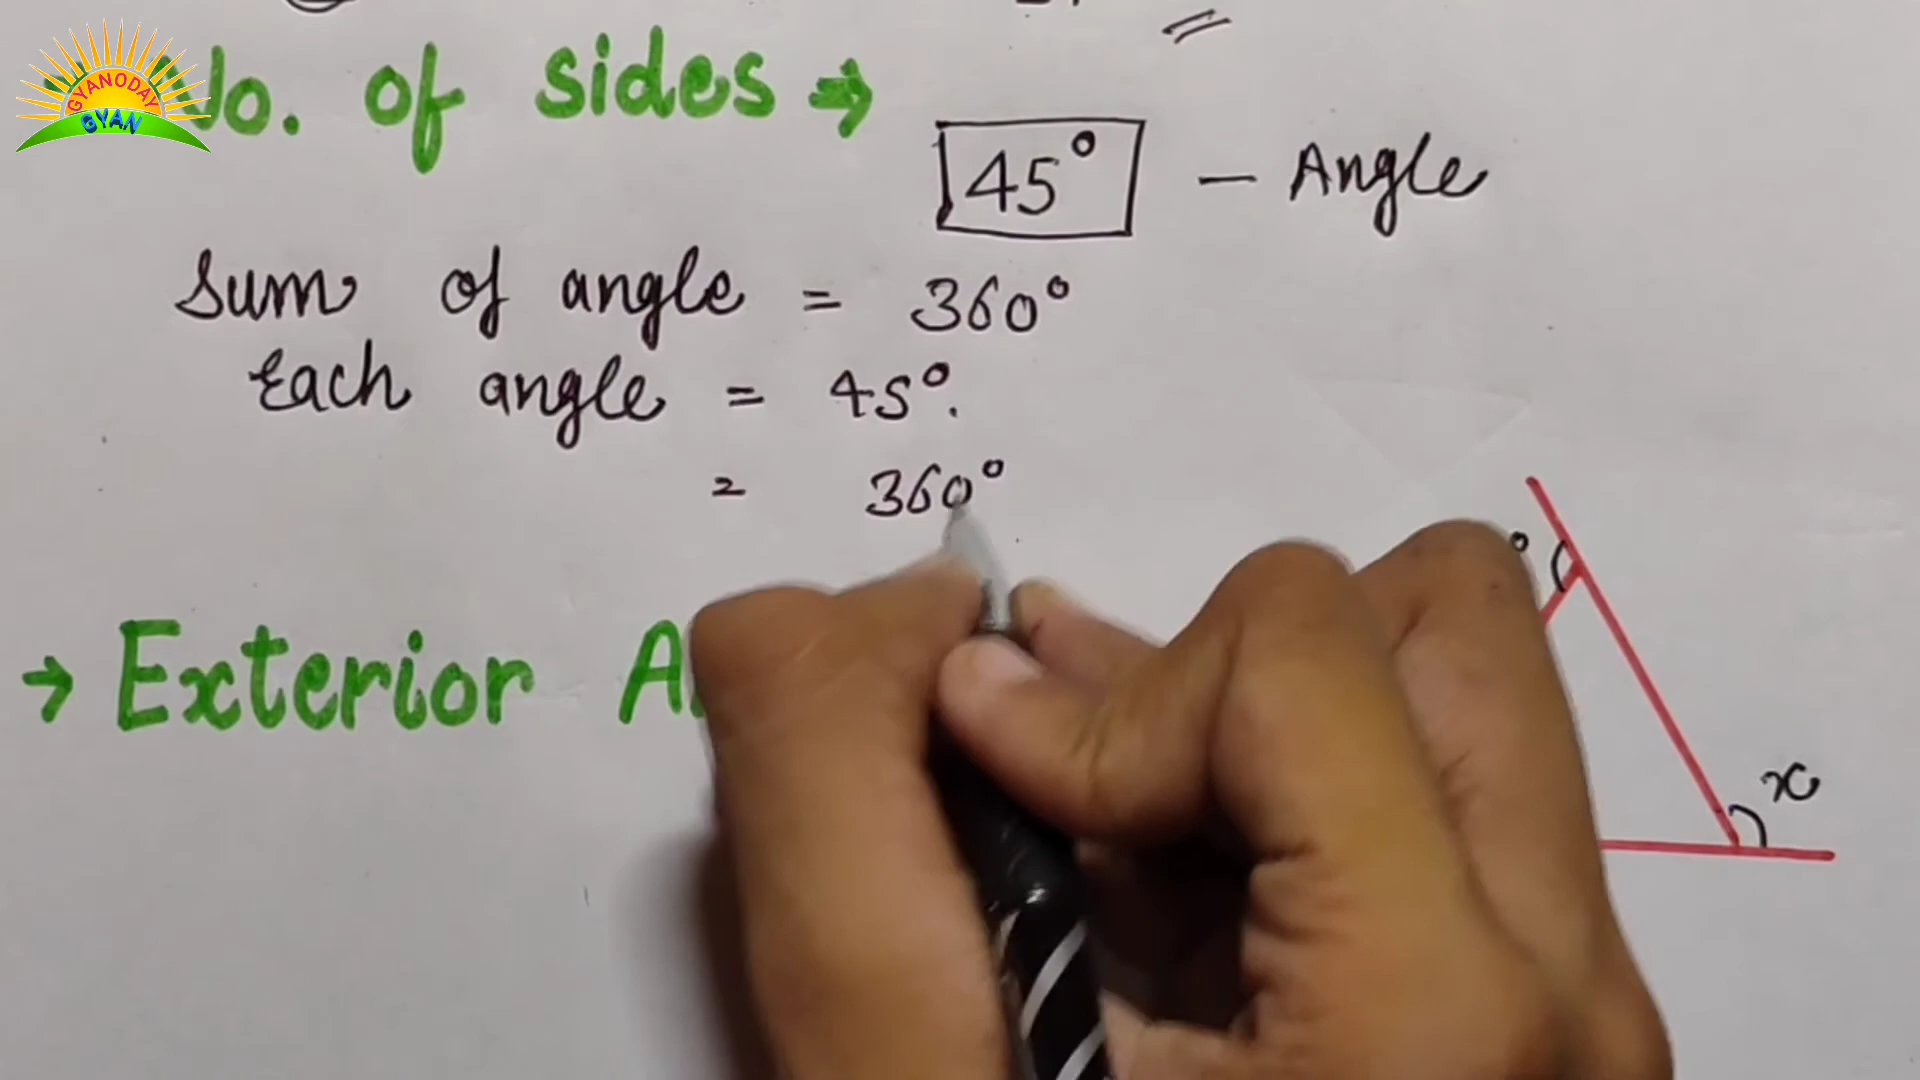 GYANODAY
GYAN
No. of sides →
45° - Angle
Sum of angle = 360°
Each angle = 45°.
= 360°
→ Exterior
°
x